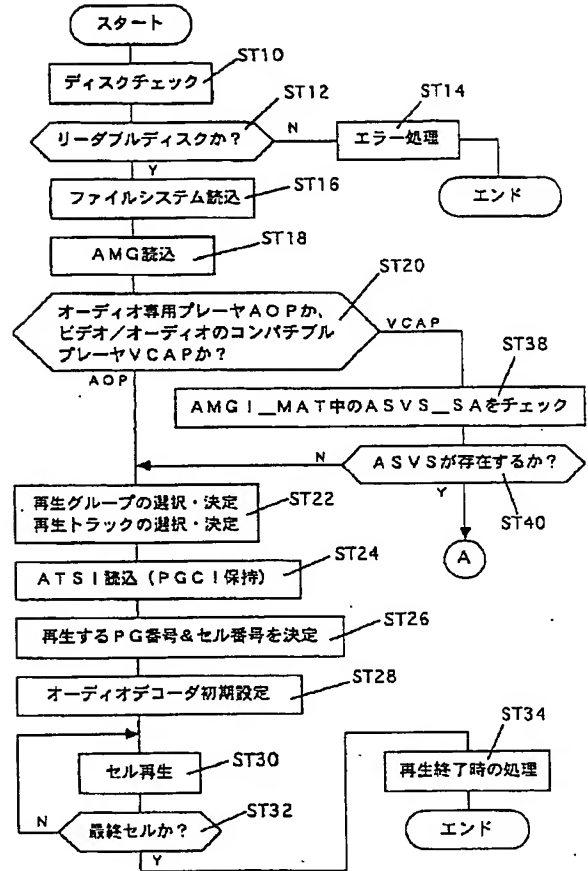 スタート
ST10
ディスクチェック
ST12
ST14
リーダブルディスクか?
N
エラー処理
Y
ST16
ファイルシステム読込
エンド
ST18
AMG読込
ST20
オーディオ専用プレーヤAOPか、
ビデオ/オーディオのコンパチブル
プレーヤVCAPか?
VCAP
AOP
ST38
AMGI_MAT中のASVS_SAをチェック
N
ASVSが存在するか?
Y
ST40
再生グループの選択・決定
再生トラックの選択・決定
ST22
A
ST24
ATSI読込(PGCI保持)
ST26
再生するPG番号&セル番号を決定
ST28
オーディオデコーダ初期設定
ST34
ST30
セル再生
再生終了時の処理
ST32
N
最終セルか?
エンド
Y